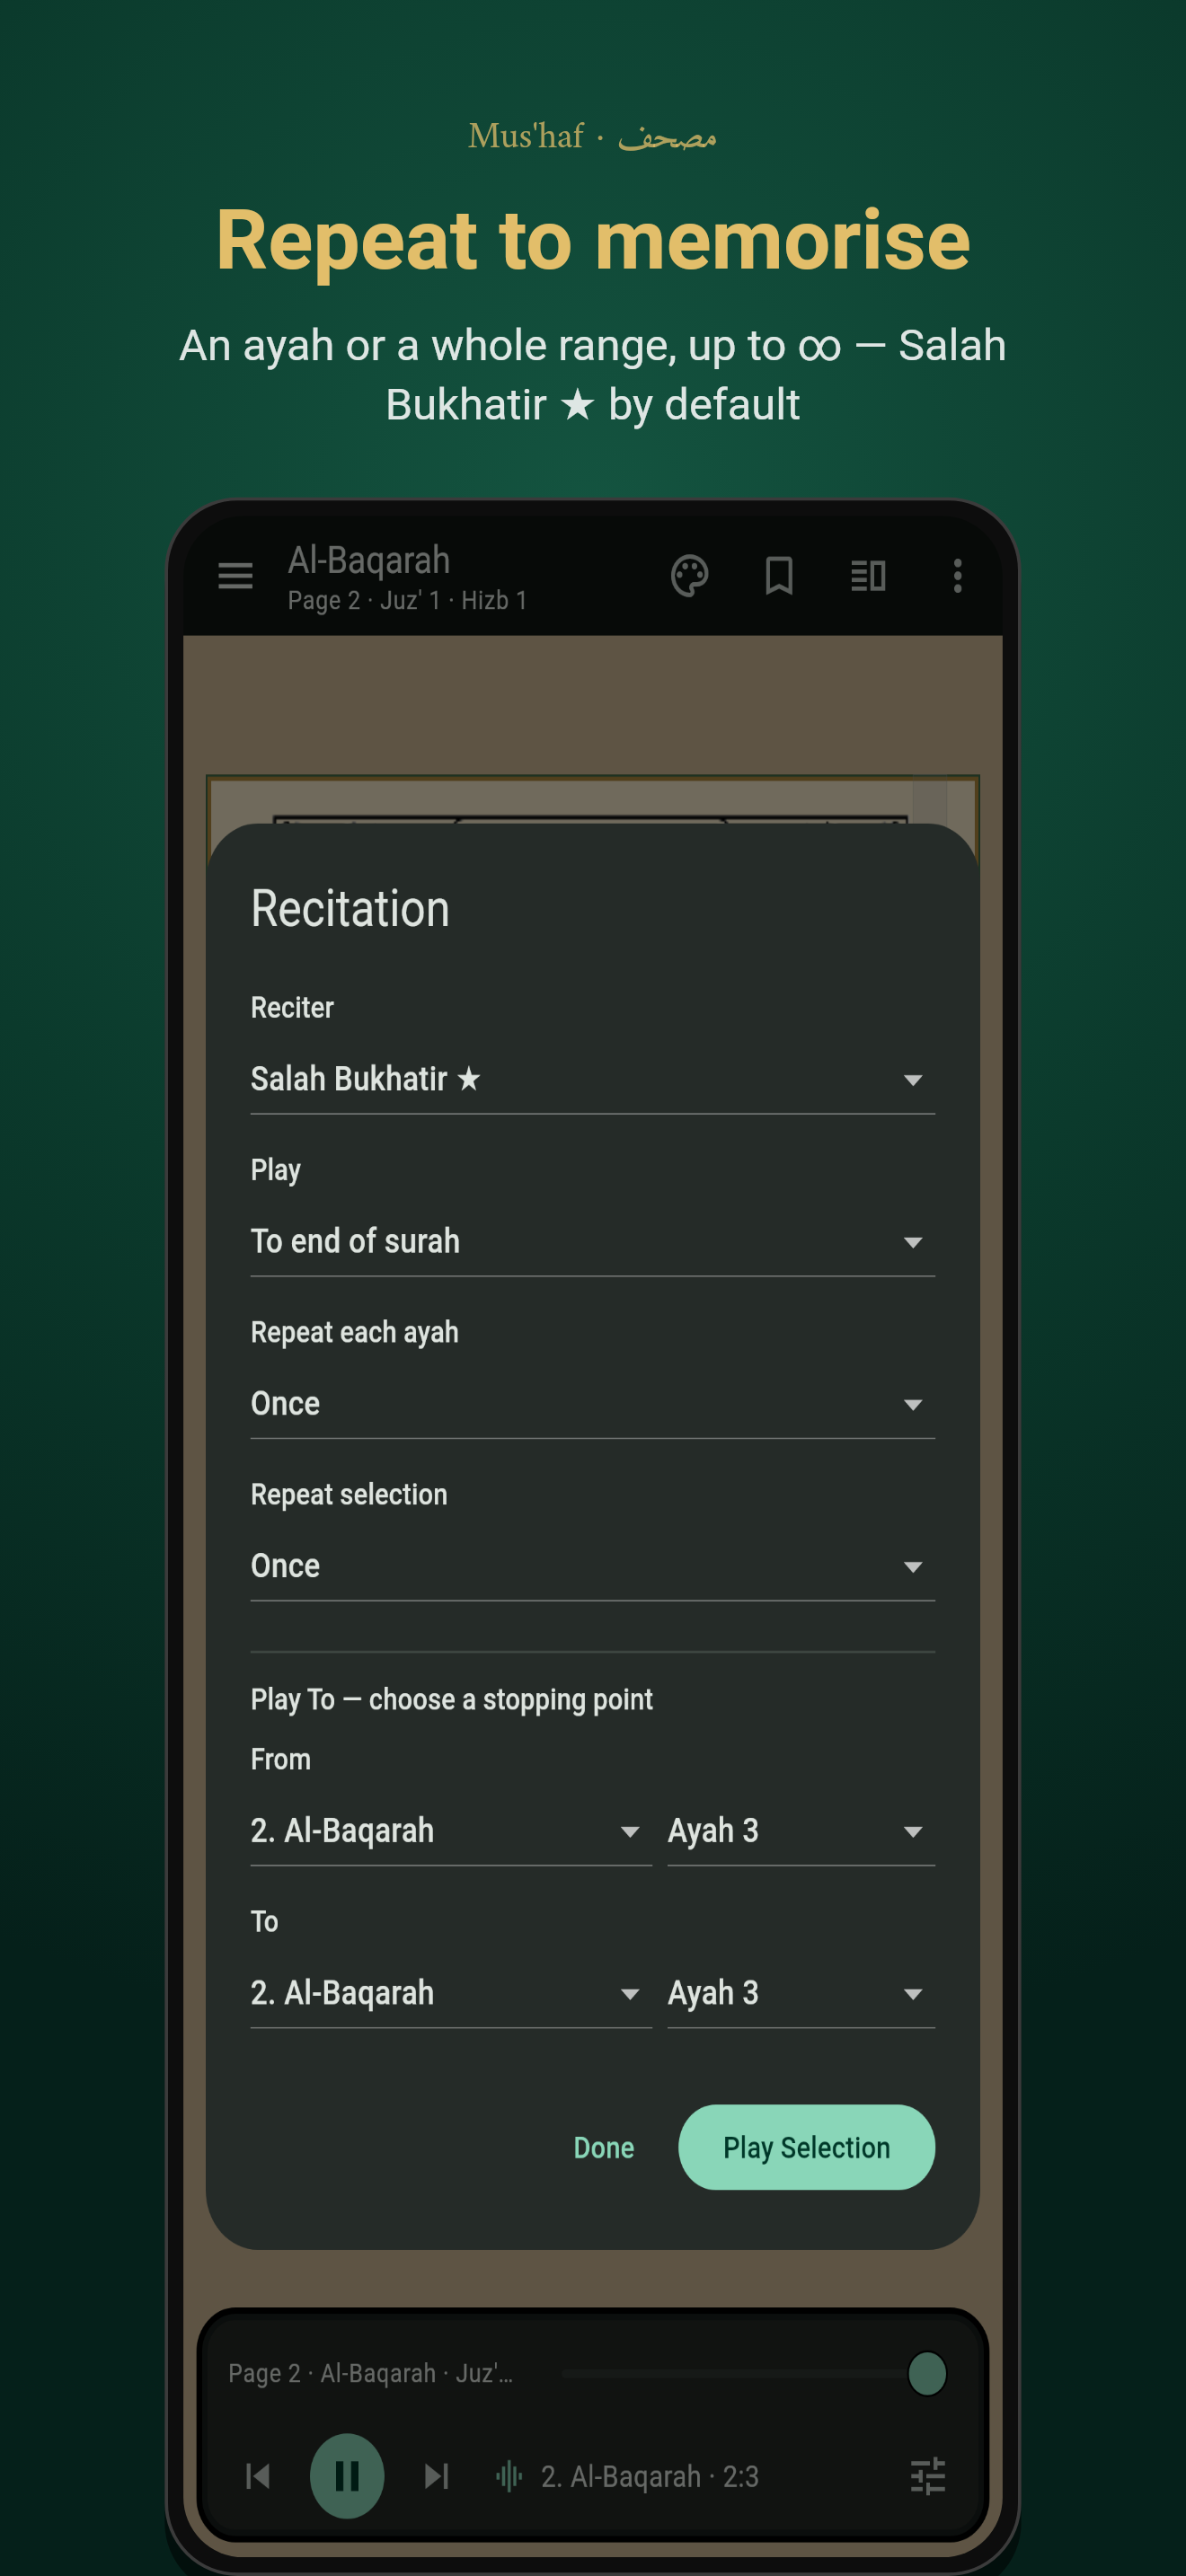 Mus'haf · مصحف
Repeat to memorise
An ayah or a whole range, up to ∞ — Salah
Bukhatir ★ by default
Al-Baqarah
Page 2 · Juz' 1 · Hizb 1
Recitation
Reciter
Salah Bukhatir ★
Play
To end of surah
Repeat each ayah
Once
Repeat selection
Once
Play To — choose a stopping point
From
2. Al-Baqarah Ayah 3
To
2. Al-Baqarah Ayah 3
Done Play Selection
Page 2 · Al-Baqarah · Juz'...
2. Al-Baqarah · 2:3